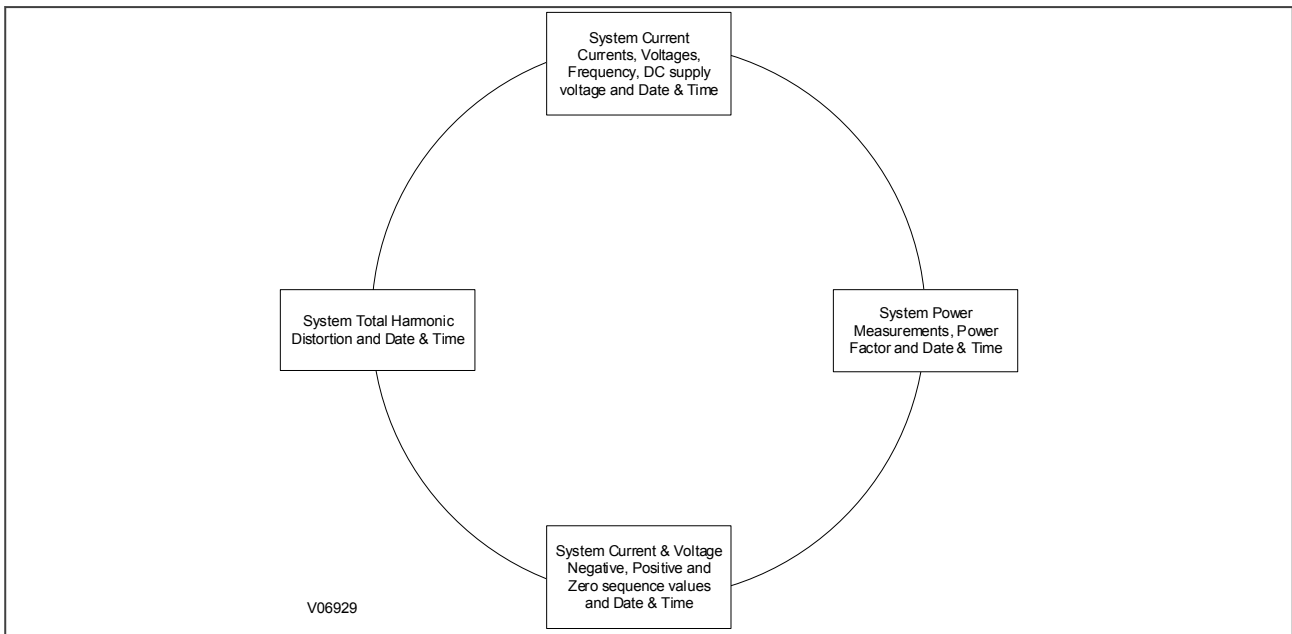 System Current
Currents, Voltages,
Frequency, DC supply
voltage and Date & Time
System Total Harmonic
Distortion and Date & Time
System Power
Measurements, Power
Factor and Date & Time
System Current & Voltage
Negative, Positive and
Zero sequence values
and Date & Time
V06929